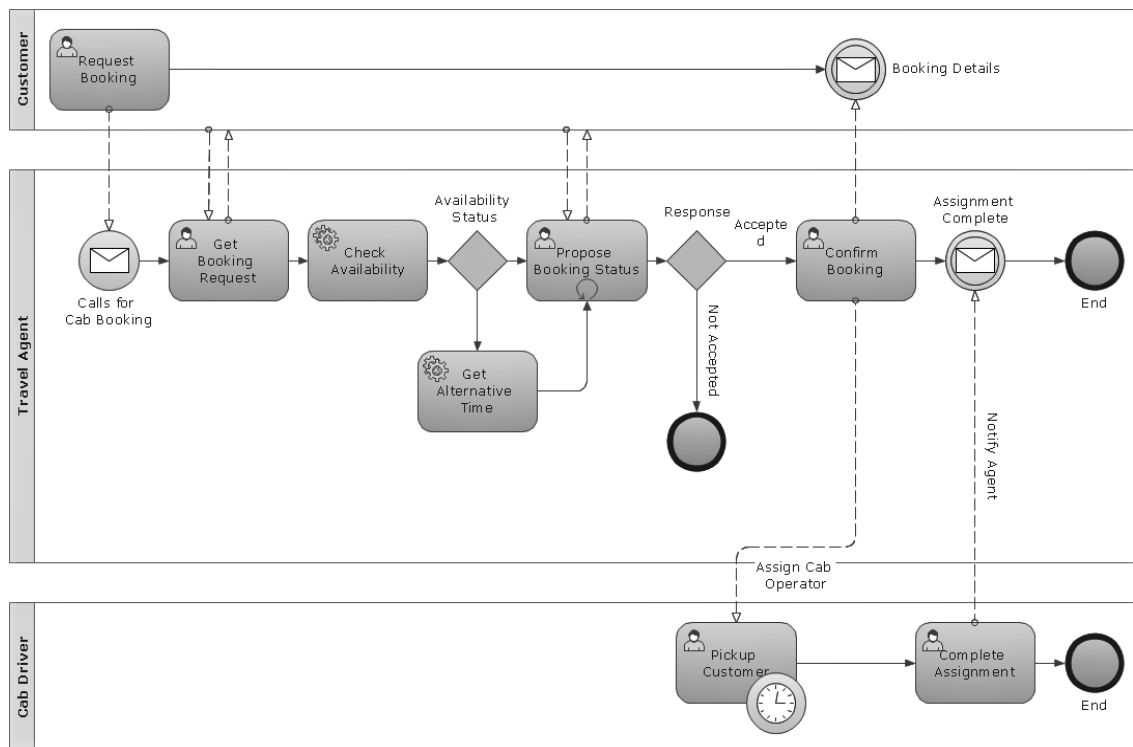 Customer
Request
Booking
Booking Details
Travel Agent
Calls for
Cab Booking
Get
Booking
Request
Check
Availability
Availability
Status
Get
Alternative
Time
Propose
Booking Status
Response
Accepte
d
Not Accepted
Confirm
Booking
Assignment
Complete
End
Notify Agent
Assign Cab
Operator
Cab Driver
Pickup
Customer
Complete
Assignment
End